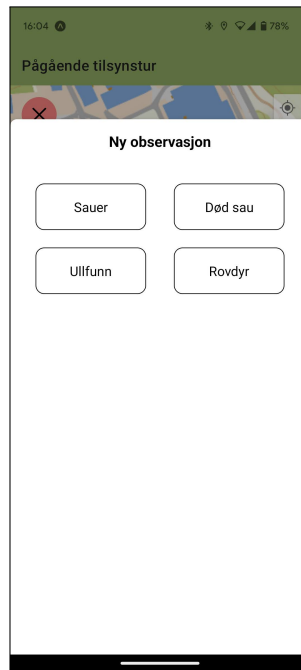 16:04 78%
Pågående tilsynstur
Ny observasjon
Sauer Død sau
Ullfunn Rovdyr